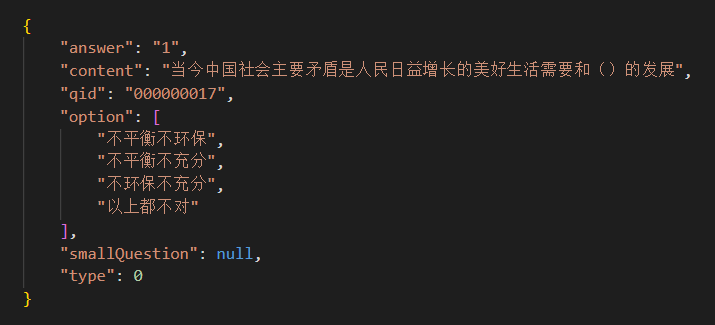 {
    "answer": "1",
    "content": "当今中国社会主要矛盾是人民日益增长的美好生活需要和（）的发展",
    "qid": "000000017",
    "option": [
        "不平衡不环保",
        "不平衡不充分",
        "不环保不充分",
        "以上都不对"
    ],
    "smallQuestion": null,
    "type": 0
}